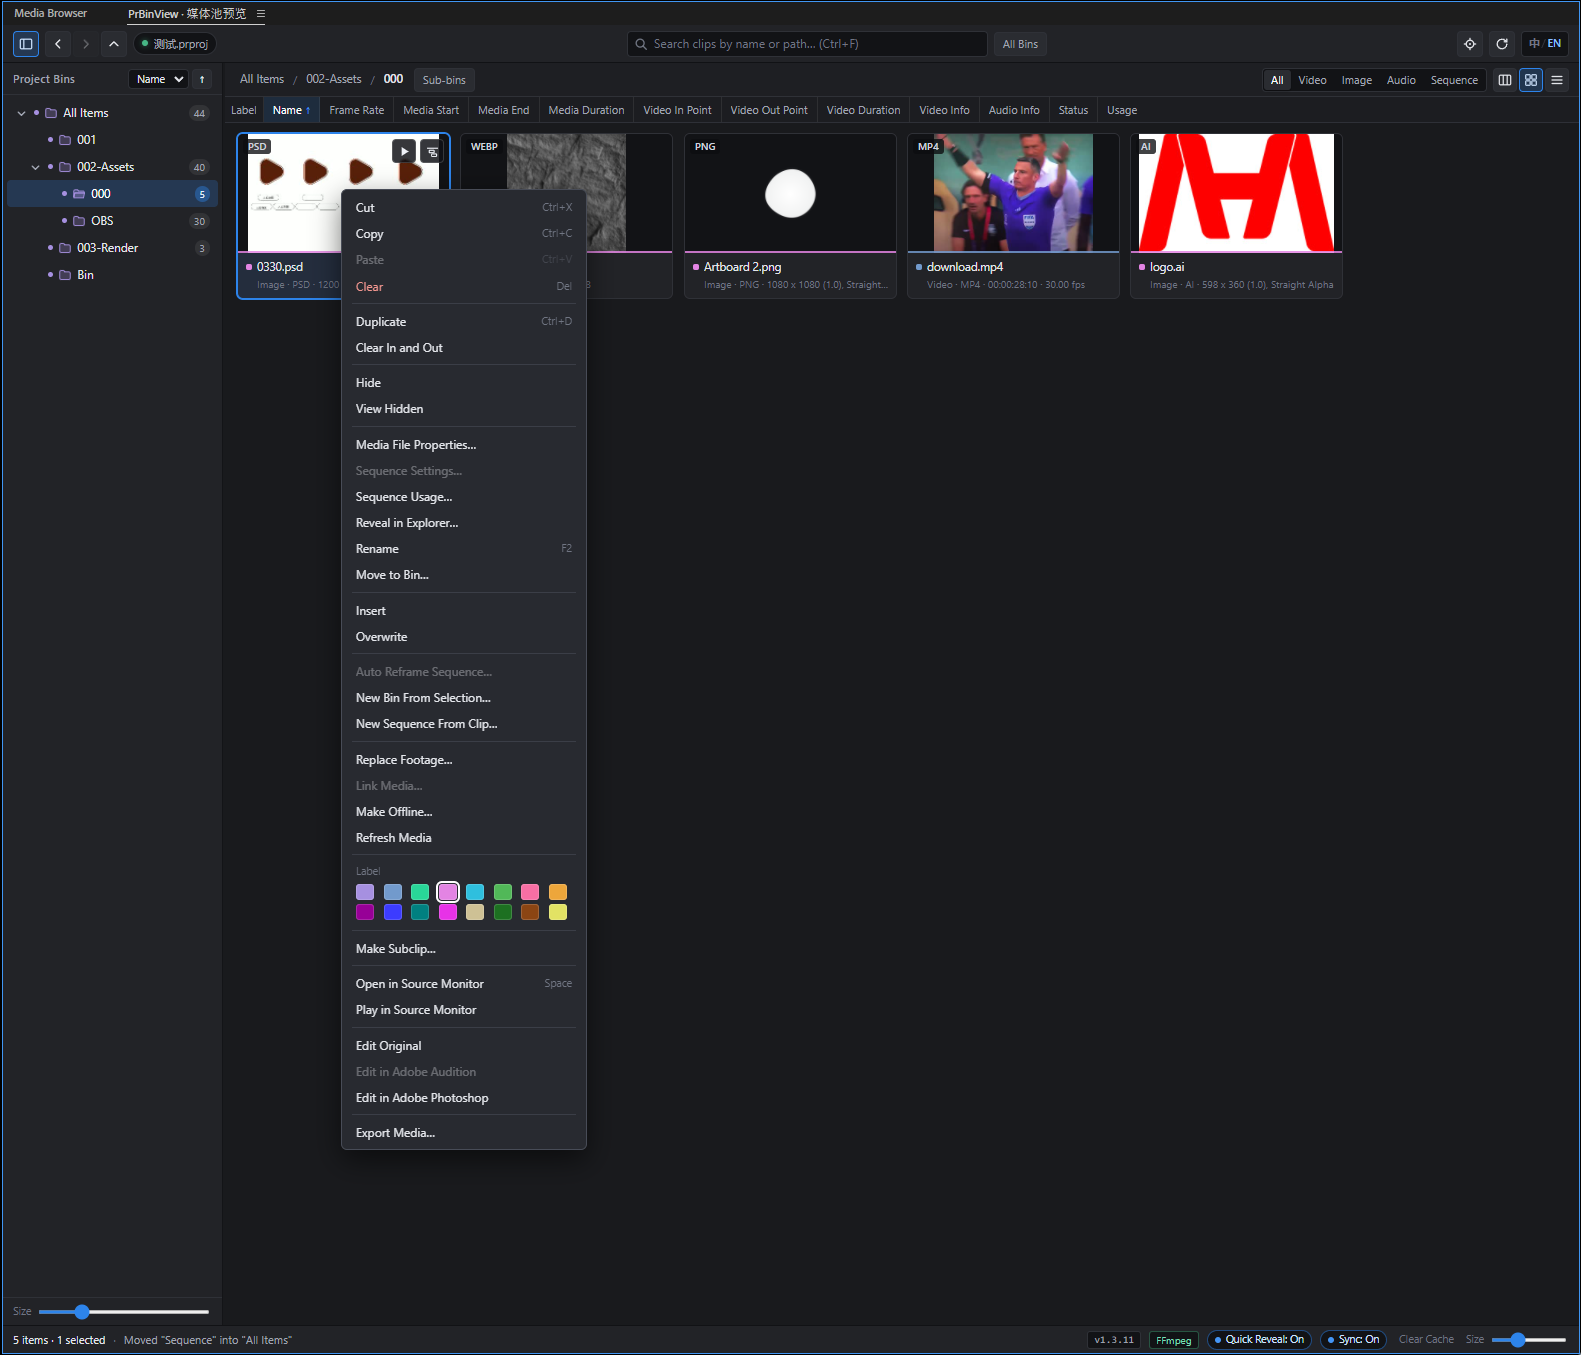 Media Browser
PrBinView · 媒体池预览
测试.prproj
Search clips by name or path... (Ctrl+F)
All Bins
中 / EN
Project Bins
Name
All Items / 002-Assets / 000
Sub-bins
All
Video
Image
Audio
Sequence
Label
Name ↑
Frame Rate
Media Start
Media End
Media Duration
Video In Point
Video Out Point
Video Duration
Video Info
Audio Info
Status
Usage
All Items 44
001
002-Assets 40
000 5
OBS 30
003-Render 3
Bin
PSD
0330.psd
Image · PSD · 1200
WEBP
PNG
Artboard 2.png
Image · PNG · 1080 x 1080 (1.0), Straight...
MP4
download.mp4
Video · MP4 · 00:00:28:10 · 30.00 fps
AI
logo.ai
Image · AI · 598 x 360 (1.0), Straight Alpha
Cut Ctrl+X
Copy Ctrl+C
Paste Ctrl+V
Clear Del
Duplicate Ctrl+D
Clear In and Out
Hide
View Hidden
Media File Properties...
Sequence Settings...
Sequence Usage...
Reveal in Explorer...
Rename F2
Move to Bin...
Insert
Overwrite
Auto Reframe Sequence...
New Bin From Selection...
New Sequence From Clip...
Replace Footage...
Link Media...
Make Offline...
Refresh Media
Label
Make Subclip...
Open in Source Monitor Space
Play in Source Monitor
Edit Original
Edit in Adobe Audition
Edit in Adobe Photoshop
Export Media...
Size
5 items · 1 selected · Moved "Sequence" into "All Items"
v1.3.11
FFmpeg
Quick Reveal: On
Sync: On
Clear Cache
Size